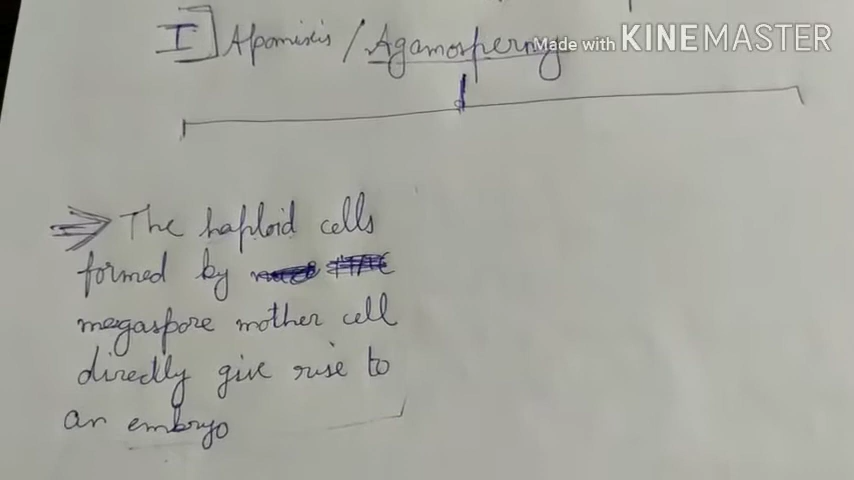 I] Apomixis / Agamospermy
Made with KINEMASTER
The haploid cells
formed by
megaspore mother cell
directly give rise to
an embryo